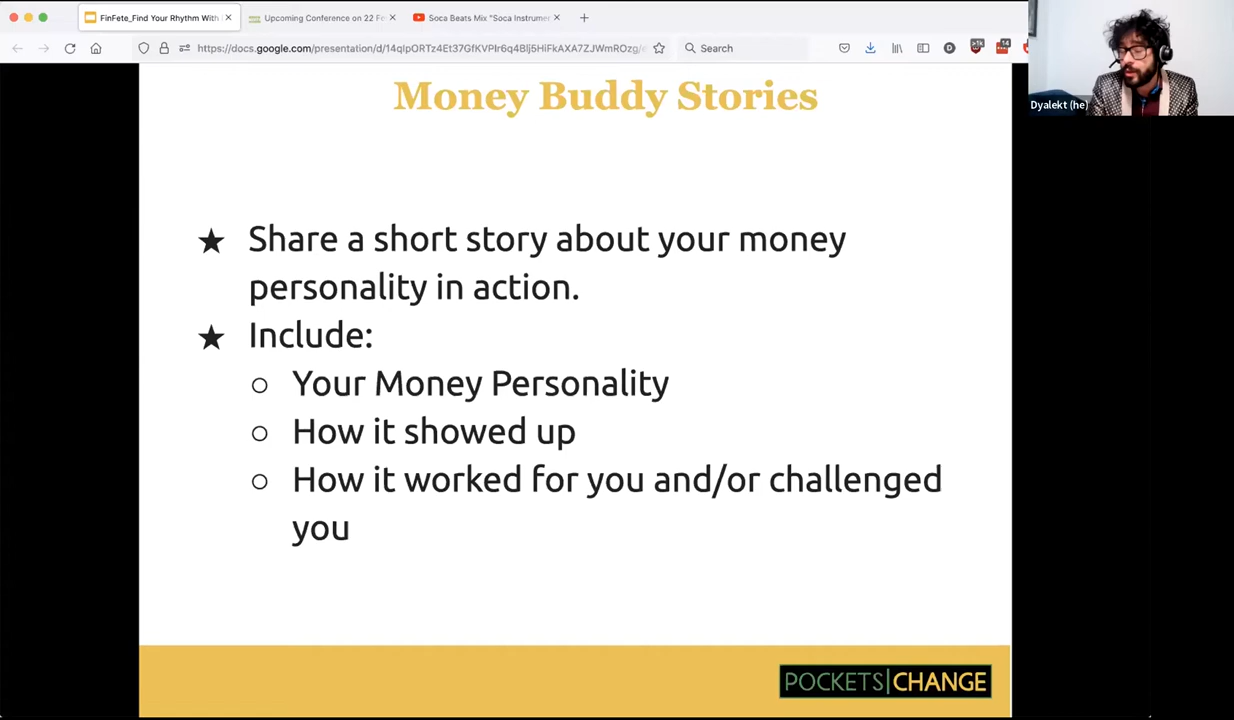 FinFete_Find Your Rhythm With
Upcoming Conference on 22 Fe
Soca Beats Mix "Soca Instrumer
https://docs.google.com/presentation/d/14qlpORTz4Et37GfKVPIr6q4Blj5HiFkAXA7ZJWmROzg/
Search
Dyalekt (he)
Money Buddy Stories
★ Share a short story about your money
personality in action.
★ Include:
○ Your Money Personality
○ How it showed up
○ How it worked for you and/or challenged
you
POCKETS|CHANGE